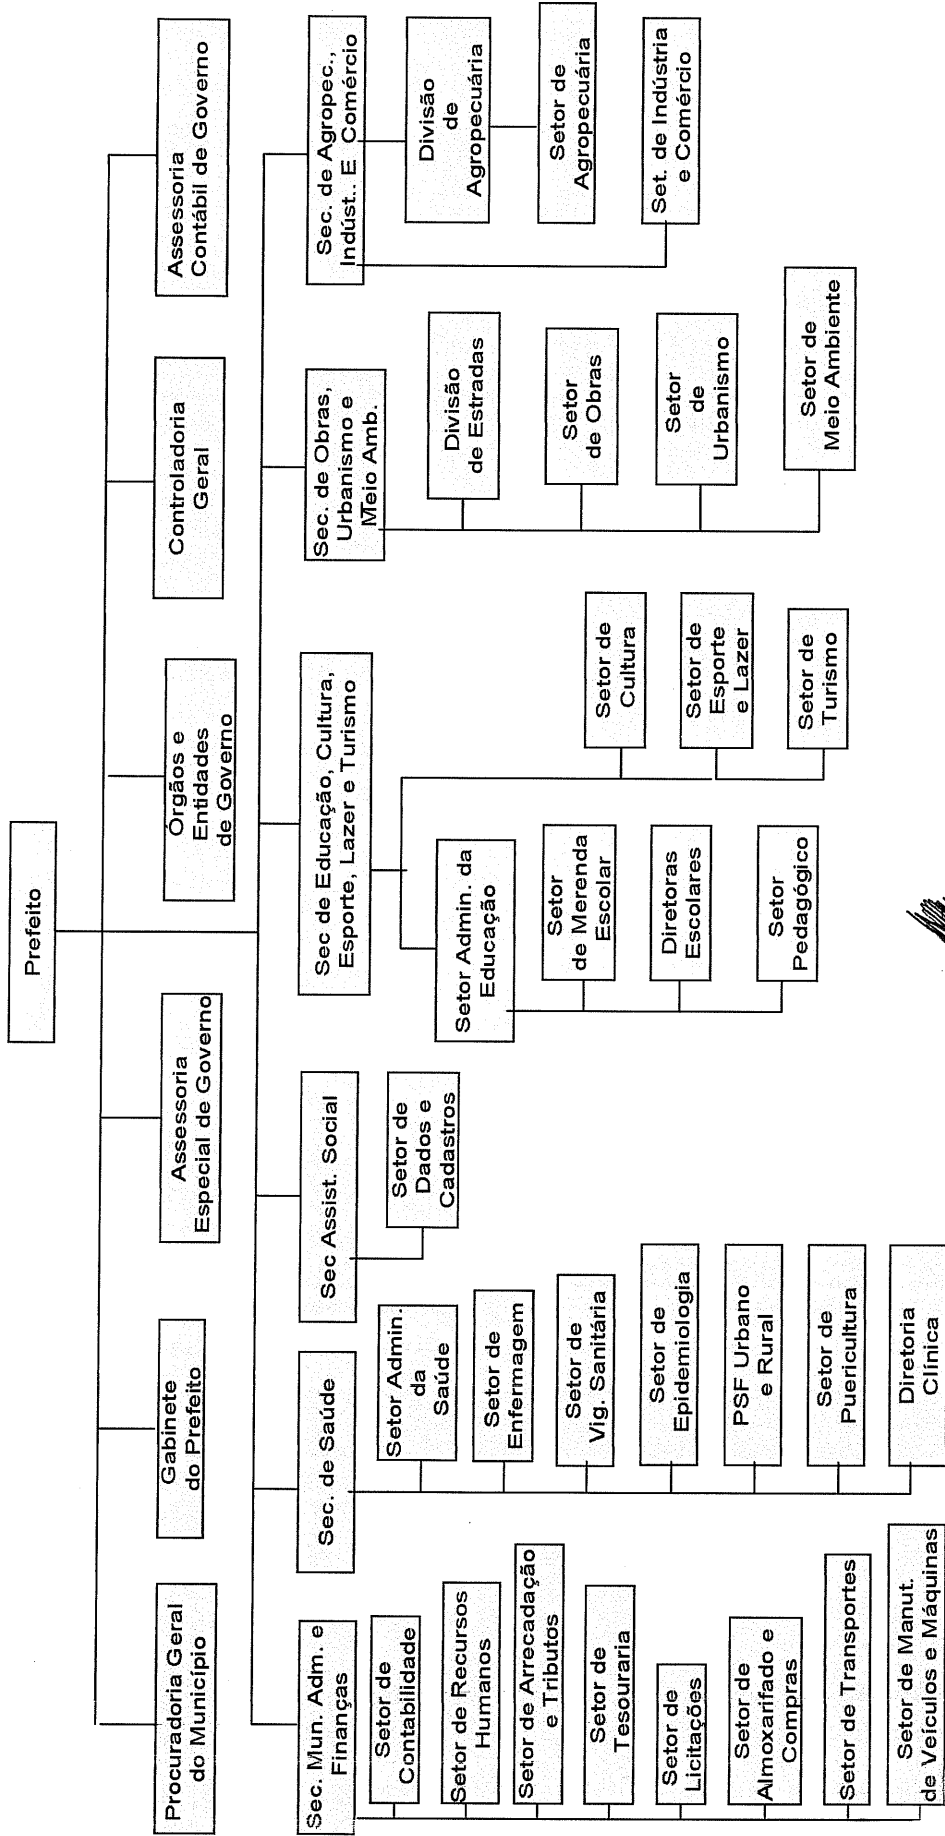 Prefeito
Procuradoria Geral
do Município
Gabinete
do Prefeito
Assessoria
Especial de Governo
Órgãos e
Entidades
de Governo
Controladoria
Geral
Assessoria
Contábil de Governo
Sec. Mun. Adm. e
Finanças
Setor de
Contabilidade
Setor de Recursos
Humanos
Setor de Arrecadação
e Tributos
Setor de
Tesouraria
Setor de
Licitações
Setor de
Almoxarifado e
Compras
Setor de Transportes
Setor de Manut.
de Veículos e Máquinas
Sec. de Saúde
Setor Admin.
da
Saúde
Setor de
Enfermagem
Setor de
Vig. Sanitária
Setor de
Epidemiologia
PSF Urbano
e Rural
Setor de
Puericultura
Diretoria
Clínica
Sec Assist. Social
Setor de
Dados e
Cadastros
Sec de Educação, Cultura,
Esporte, Lazer e Turismo
Setor Admin. da
Educação
Setor
de Merenda
Escolar
Diretoras
Escolares
Setor
Pedagógico
Setor de
Cultura
Setor de
Esporte
e Lazer
Setor de
Turismo
Sec. de Obras,
Urbanismo e
Meio Amb.
Divisão
de Estradas
Setor
de Obras
Setor
de
Urbanismo
Setor de
Meio Ambiente
Sec. de Agropec.,
Indúst.. E Comércio
Divisão
de
Agropecuária
Setor de
Agropecuária
Set. de Indústria
e Comércio